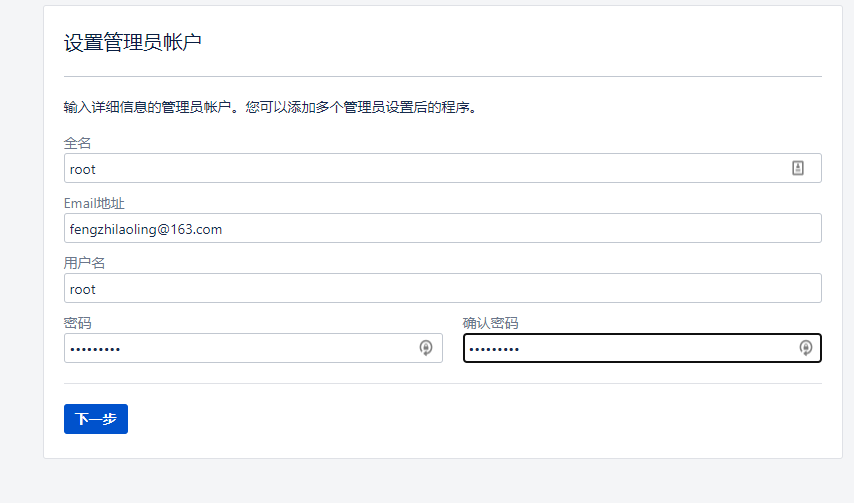 设置管理员帐户
输入详细信息的管理员帐户。您可以添加多个管理员设置后的程序。
全名
root
Email地址
fengzhilaoling@163.com
用户名
root
密码 确认密码
••••••••• •••••••••
下一步